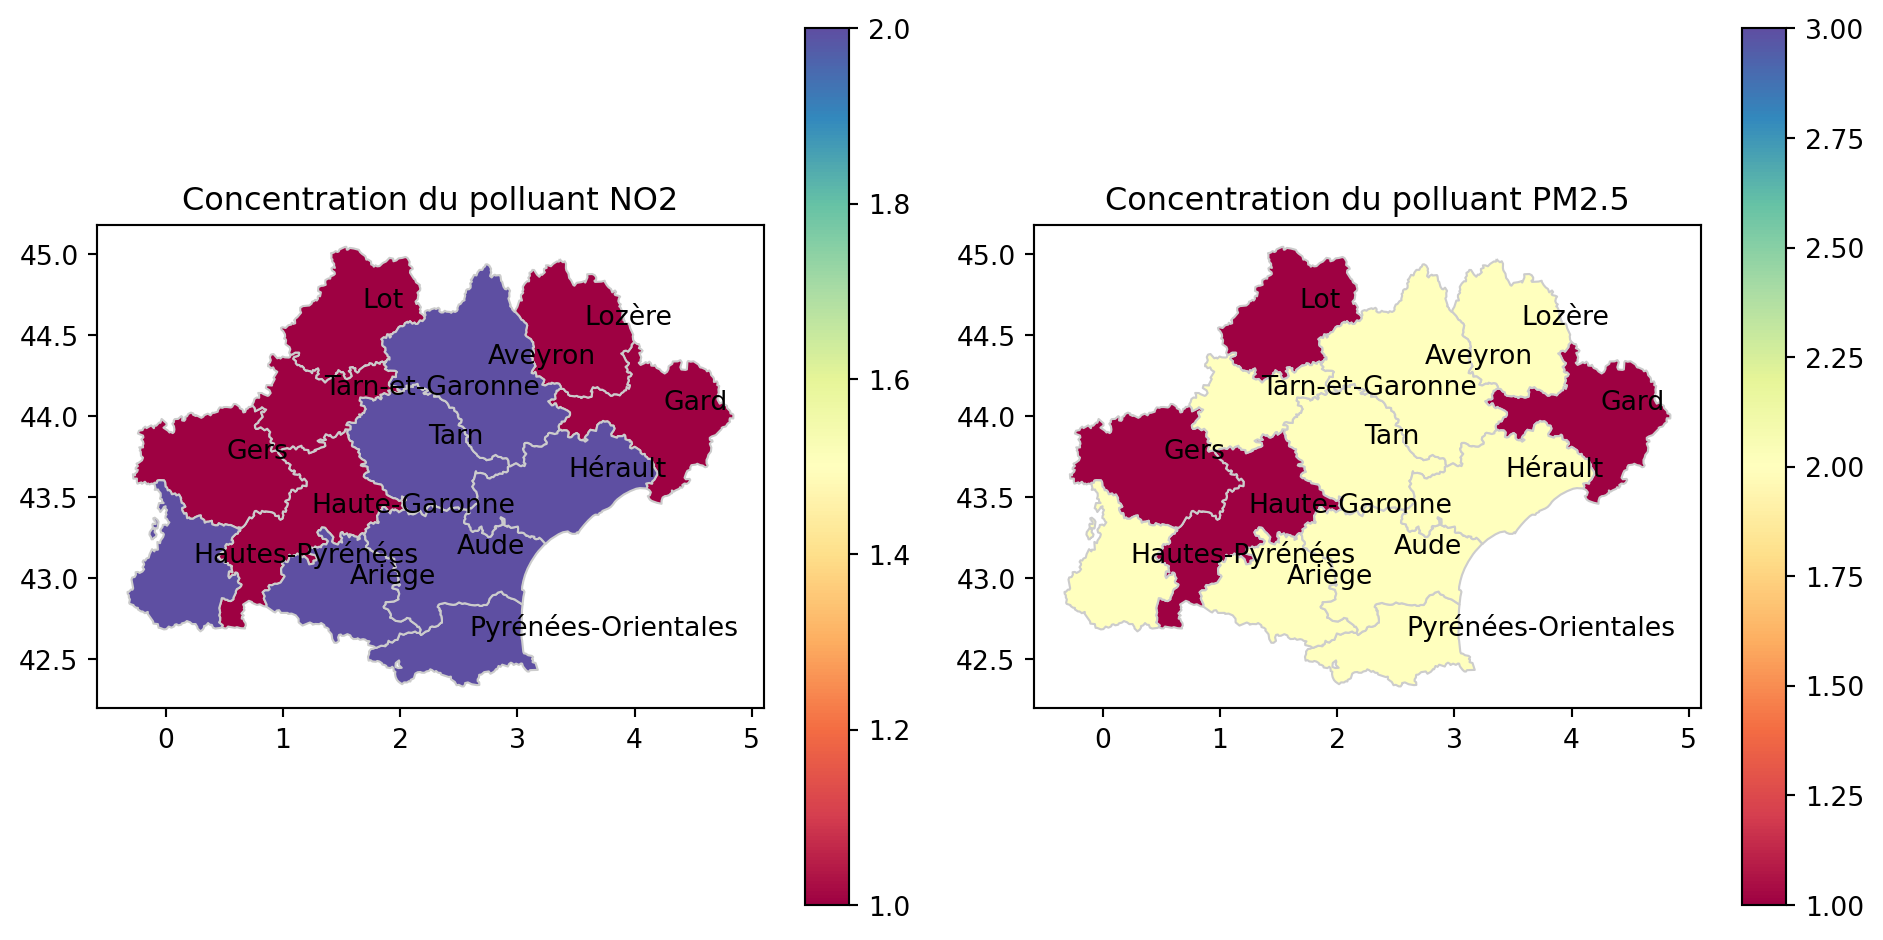 Concentration du polluant NO2
45.0
44.5
44.0
43.5
43.0
42.5
0 1 2 3 4 5
Lot
Lozère
Aveyron
Tarn-et-Garonne
Gard
Tarn
Gers
Hérault
Haute-Garonne
Aude
Hautes-Pyrénées
Ariège
Pyrénées-Orientales
2.0
1.8
1.6
1.4
1.2
1.0
Concentration du polluant PM2.5
45.0
44.5
44.0
43.5
43.0
42.5
0 1 2 3 4 5
Lot
Lozère
Aveyron
Tarn-et-Garonne
Gard
Tarn
Gers
Hérault
Haute-Garonne
Aude
Hautes-Pyrénées
Ariège
Pyrénées-Orientales
3.00
2.75
2.50
2.25
2.00
1.75
1.50
1.25
1.00